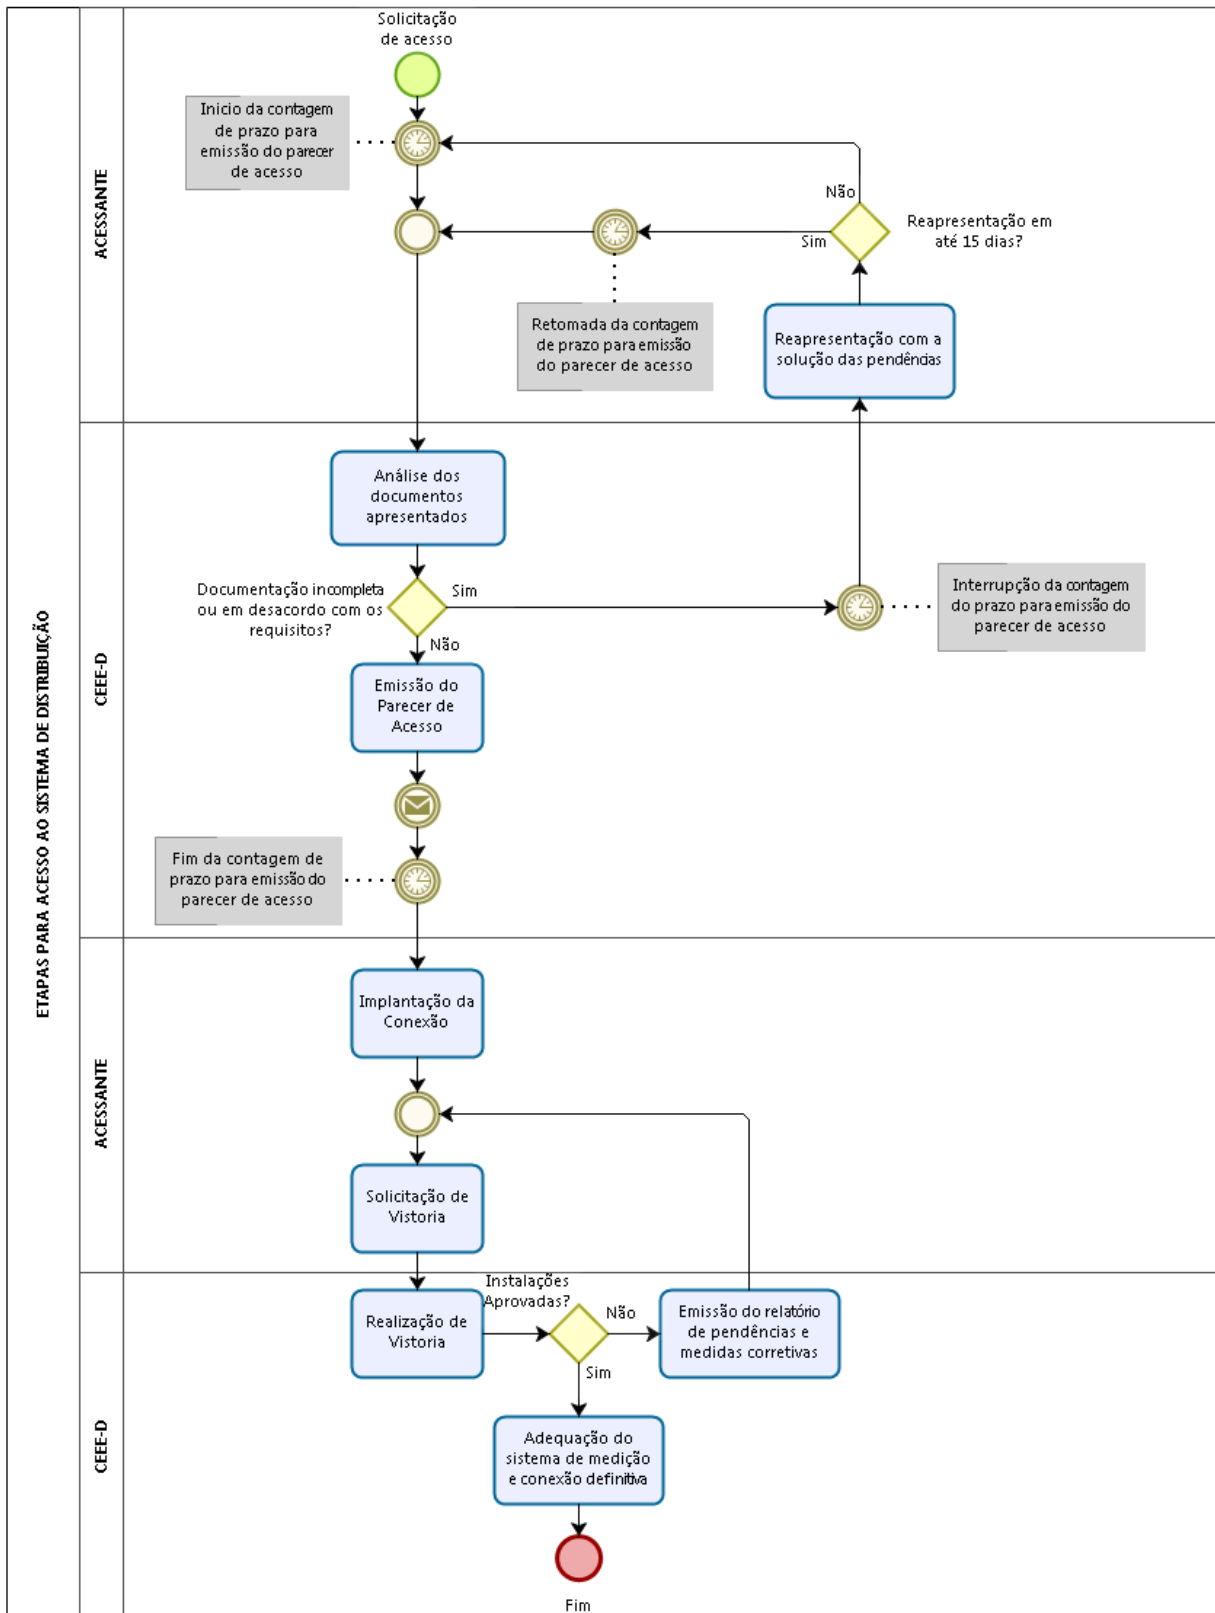 ETAPAS PARA ACESSO AO SISTEMA DE DISTRIBUIÇÃO
ACESSANTE
Solicitação
de acesso
Inicio da contagem
de prazo para
emissão do parecer
de acesso
Não
Sim
Reapresentação em
até 15 dias?
Retomada da contagem
de prazo para emissão
do parecer de acesso
Reapresentação com a
solução das pendências
CEEE-D
Análise dos
documentos
apresentados
Documentação incompleta
ou em desacordo com os
requisitos?
Sim
Não
Interrupção da contagem
do prazo para emissão do
parecer de acesso
Emissão do
Parecer de
Acesso
Fim da contagem de
prazo para emissão do
parecer de acesso
ACESSANTE
Implantação da
Conexão
Solicitação de
Vistoria
CEEE-D
Realização de
Vistoria
Instalações
Aprovadas?
Não
Sim
Emissão do relatório
de pendências e
medidas corretivas
Adequação do
sistema de medição
e conexão definitiva
Fim